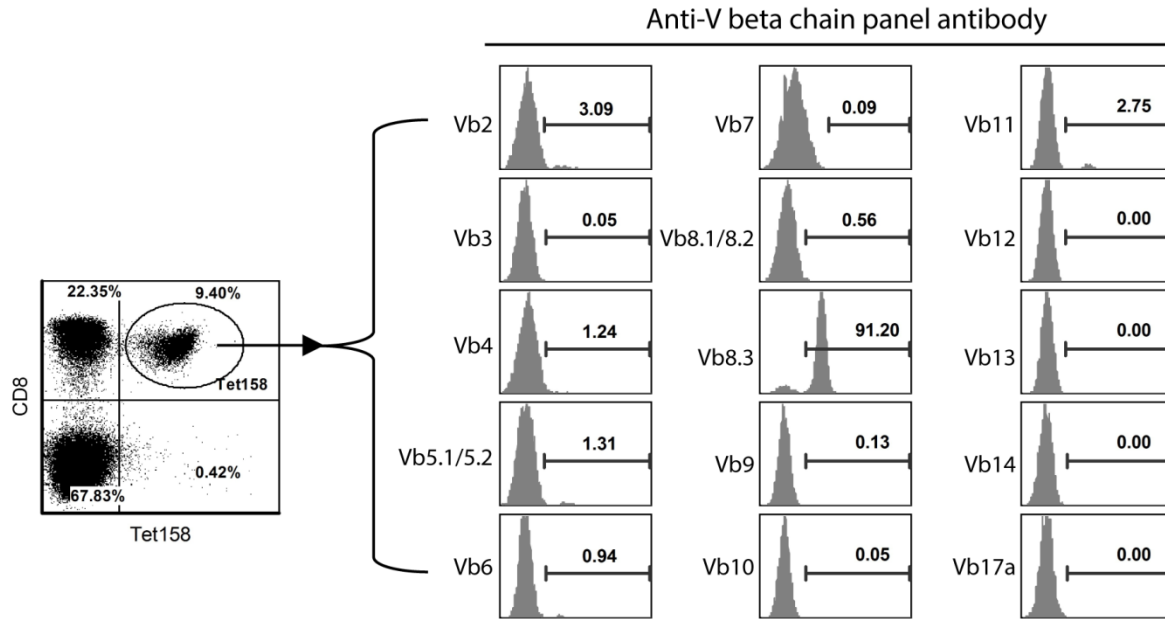 Anti-V beta chain panel antibody
22.35%
9.40%
Tet158
CD8
67.83%
0.42%
Tet158
Vb2
3.09
Vb3
0.05
Vb4
1.24
Vb5.1/5.2
1.31
Vb6
0.94
Vb7
0.09
Vb8.1/8.2
0.56
Vb8.3
91.20
Vb9
0.13
Vb10
0.05
Vb11
2.75
Vb12
0.00
Vb13
0.00
Vb14
0.00
Vb17a
0.00